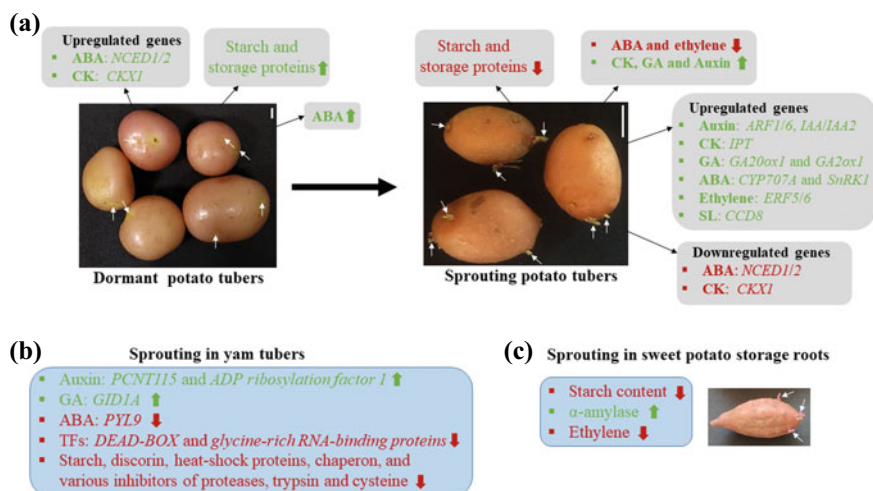 (a)
Upregulated genes
▪ ABA: NCED1/2
▪ CK: CKX1
Starch and
storage proteins ⬆
ABA ⬆
Dormant potato tubers
Starch and
storage proteins ⬇
▪ ABA and ethylene ⬇
▪ CK, GA and Auxin ⬆
Upregulated genes
▪ Auxin: ARF1/6, IAA/IAA2
▪ CK: IPT
▪ GA: GA20ox1 and GA2ox1
▪ ABA: CYP707A and SnRK1
▪ Ethylene: ERF5/6
▪ SL: CCD8
Sprouting potato tubers
Downregulated genes
▪ ABA: NCED1/2
▪ CK: CKX1
(b)
Sprouting in yam tubers
▪ Auxin: PCNT115 and ADP ribosylation factor 1 ⬆
▪ GA: GID1A ⬆
▪ ABA: PYL9 ⬇
▪ TFs: DEAD-BOX and glycine-rich RNA-binding proteins ⬇
▪ Starch, discorin, heat-shock proteins, chaperon, and
various inhibitors of proteases, trypsin and cysteine ⬇
(c)
Sprouting in sweet potato storage roots
▪ Starch content ⬇
▪ α-amylase ⬆
▪ Ethylene ⬇